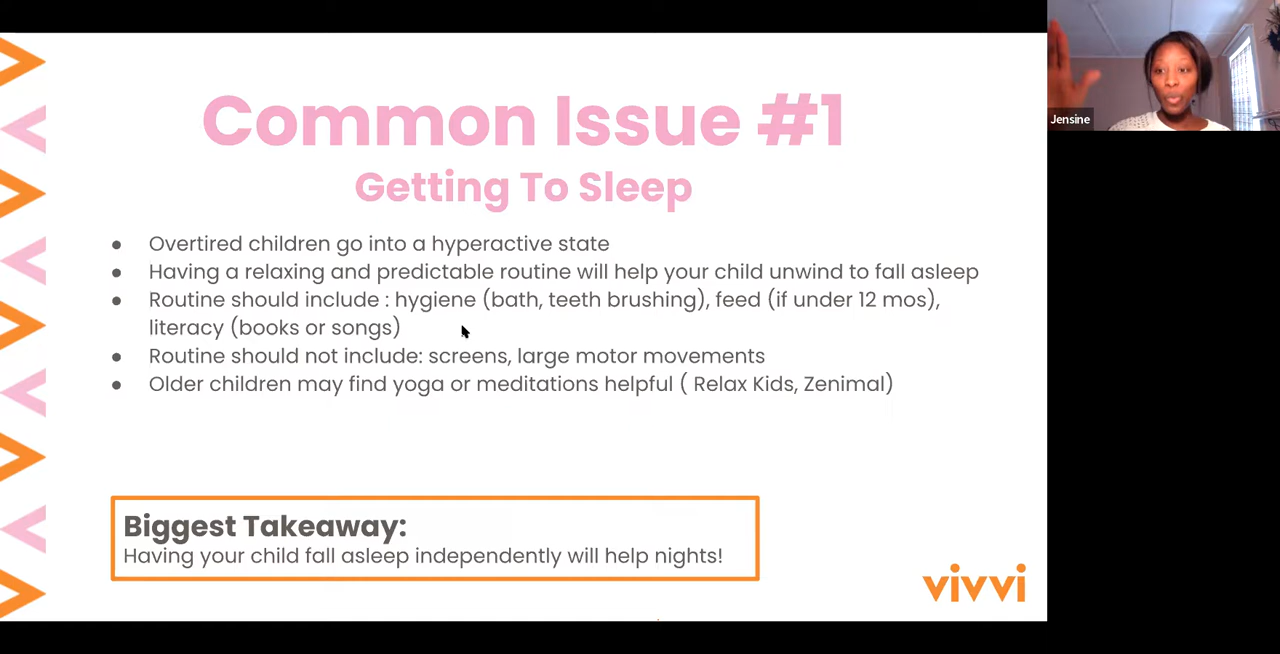 Common Issue #1
Getting To Sleep
● Overtired children go into a hyperactive state
● Having a relaxing and predictable routine will help your child unwind to fall asleep
● Routine should include : hygiene (bath, teeth brushing), feed (if under 12 mos),
literacy (books or songs)
● Routine should not include: screens, large motor movements
● Older children may find yoga or meditations helpful ( Relax Kids, Zenimal)
Biggest Takeaway:
Having your child fall asleep independently will help nights!
vivvi
Jensine